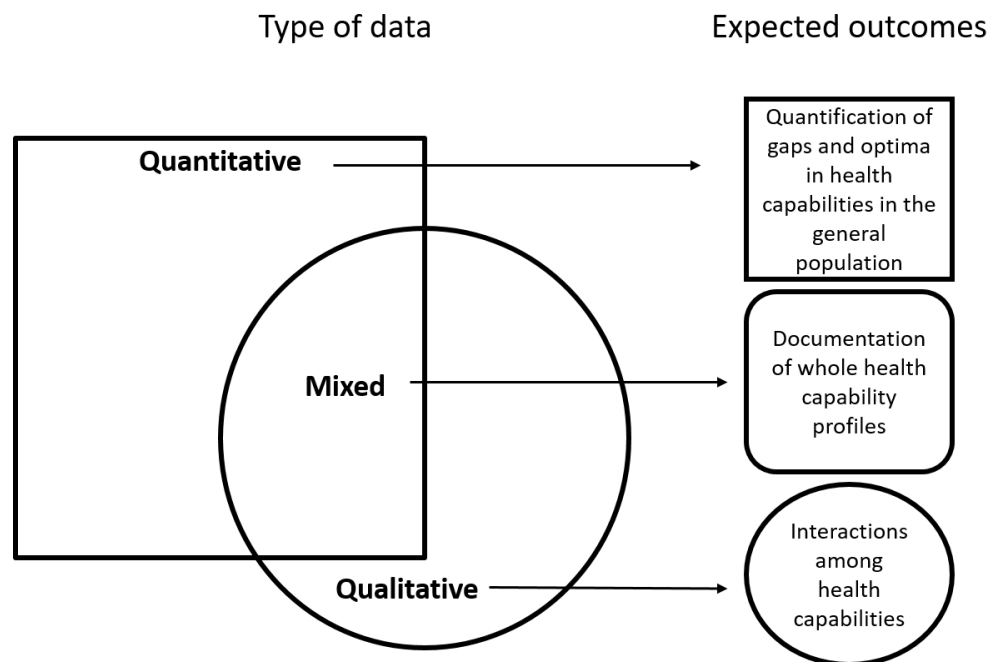 Type of data
Expected outcomes
Quantitative
Quantification of
gaps and optima
in health
capabilities in the
general
population
Mixed
Documentation
of whole health
capability
profiles
Qualitative
Interactions
among
health
capabilities